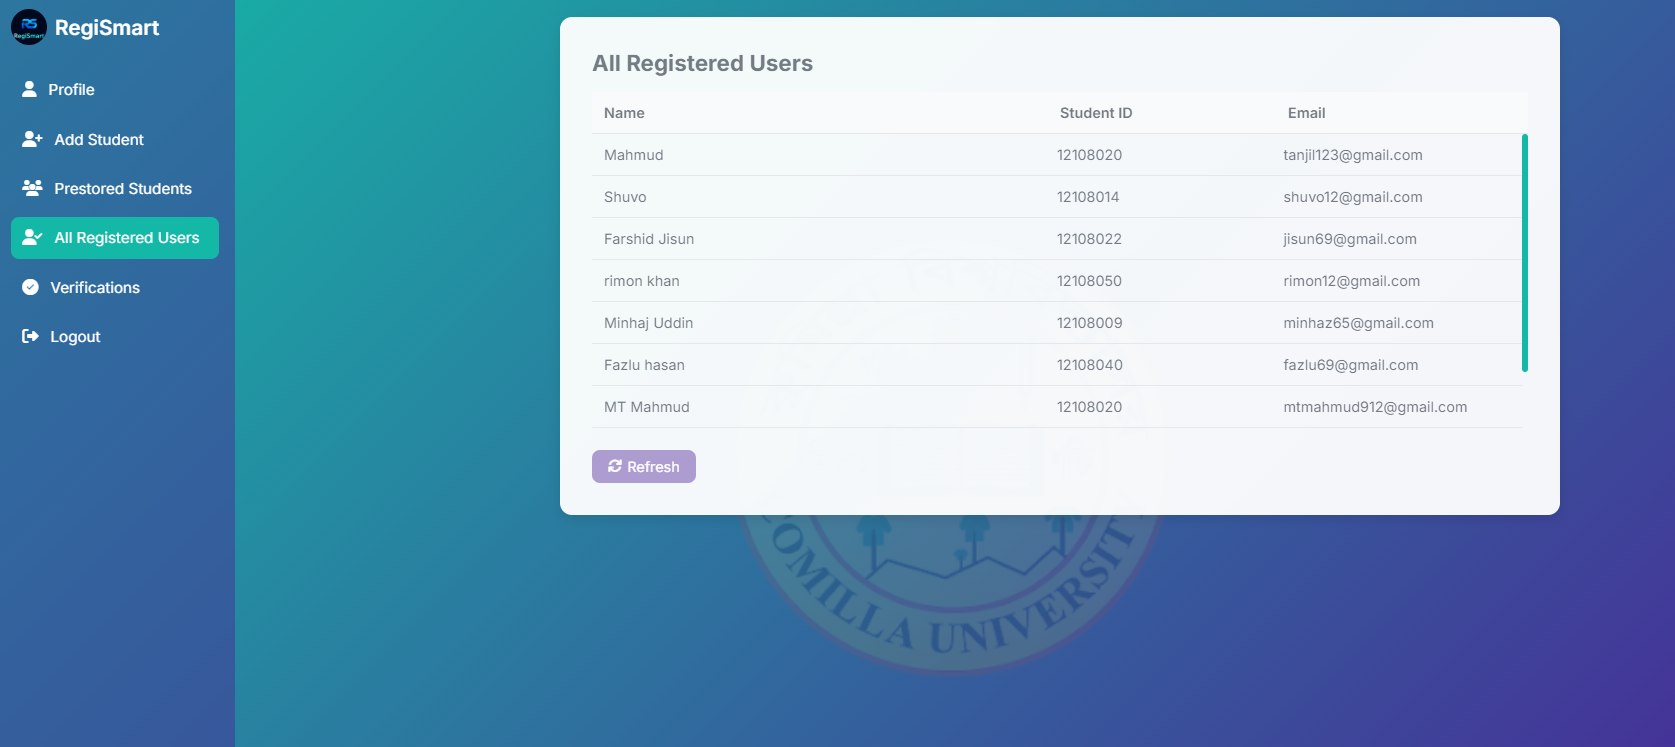 RS
RegiSmart
RegiSmart
Profile
Add Student
Prestored Students
All Registered Users
Verifications
Logout
All Registered Users
Name Student ID Email
Mahmud 12108020 tanjil123@gmail.com
Shuvo 12108014 shuvo12@gmail.com
Farshid Jisun 12108022 jisun69@gmail.com
rimon khan 12108050 rimon12@gmail.com
Minhaj Uddin 12108009 minhaz65@gmail.com
Fazlu hasan 12108040 fazlu69@gmail.com
MT Mahmud 12108020 mtmahmud912@gmail.com
Refresh
COMILLA UNIVERSIT